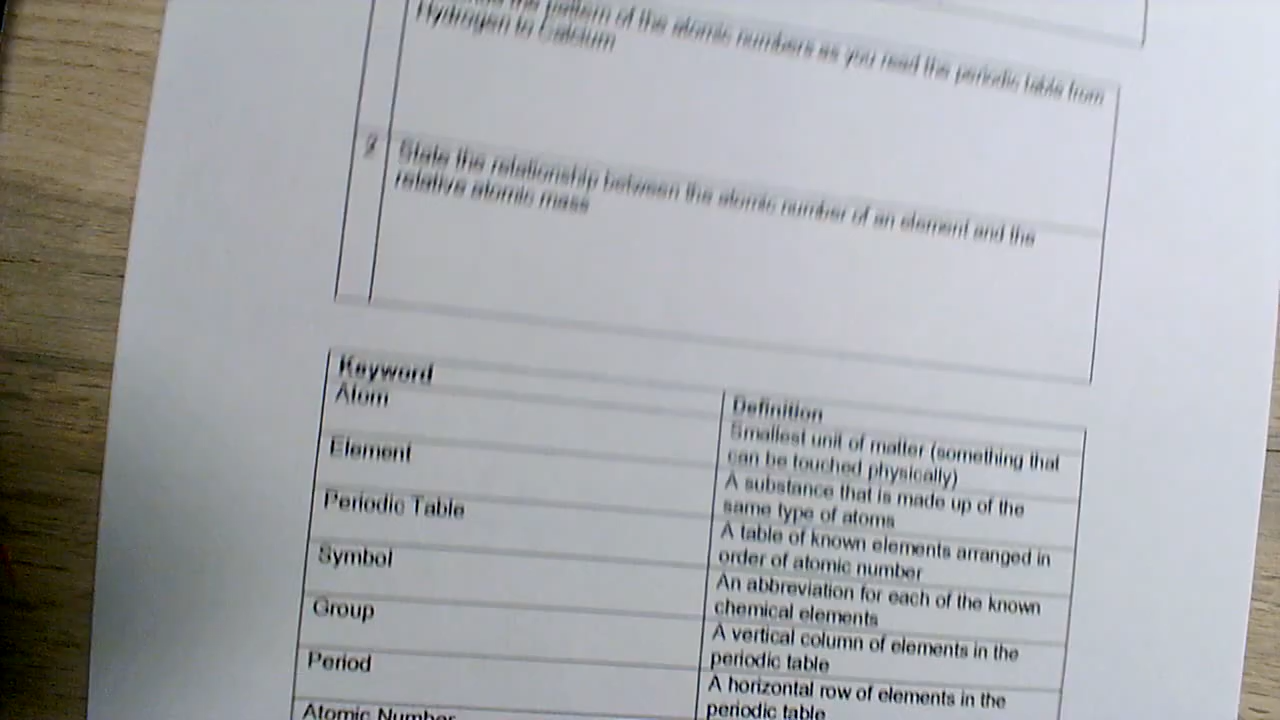 the pattern of the atomic numbers as you read the periodic table from
Hydrogen to Calcium
2 State the relationship between the atomic number of an element and the
relative atomic mass
Keyword
Definition
Atom
Smallest unit of matter (something that
can be touched physically)
Element
A substance that is made up of the
same type of atoms
Periodic Table
A table of known elements arranged in
order of atomic number
Symbol
An abbreviation for each of the known
chemical elements
Group
A vertical column of elements in the
periodic table
Period
A horizontal row of elements in the
periodic table
Atomic Number